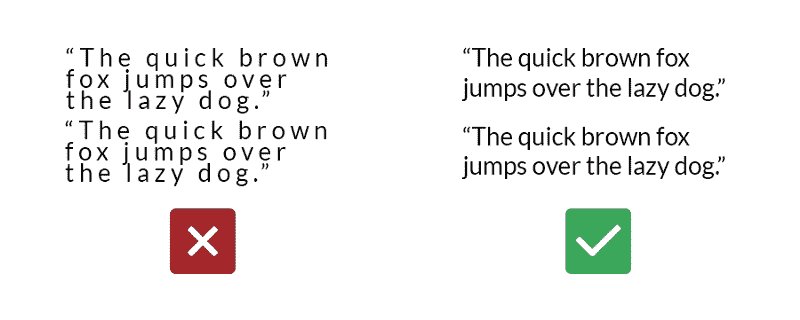 “The quick brown
fox jumps over
the lazy dog.”
“The quick brown
fox jumps over
the lazy dog.”
“The quick brown fox
jumps over the lazy dog.”
“The quick brown fox
jumps over the lazy dog.”